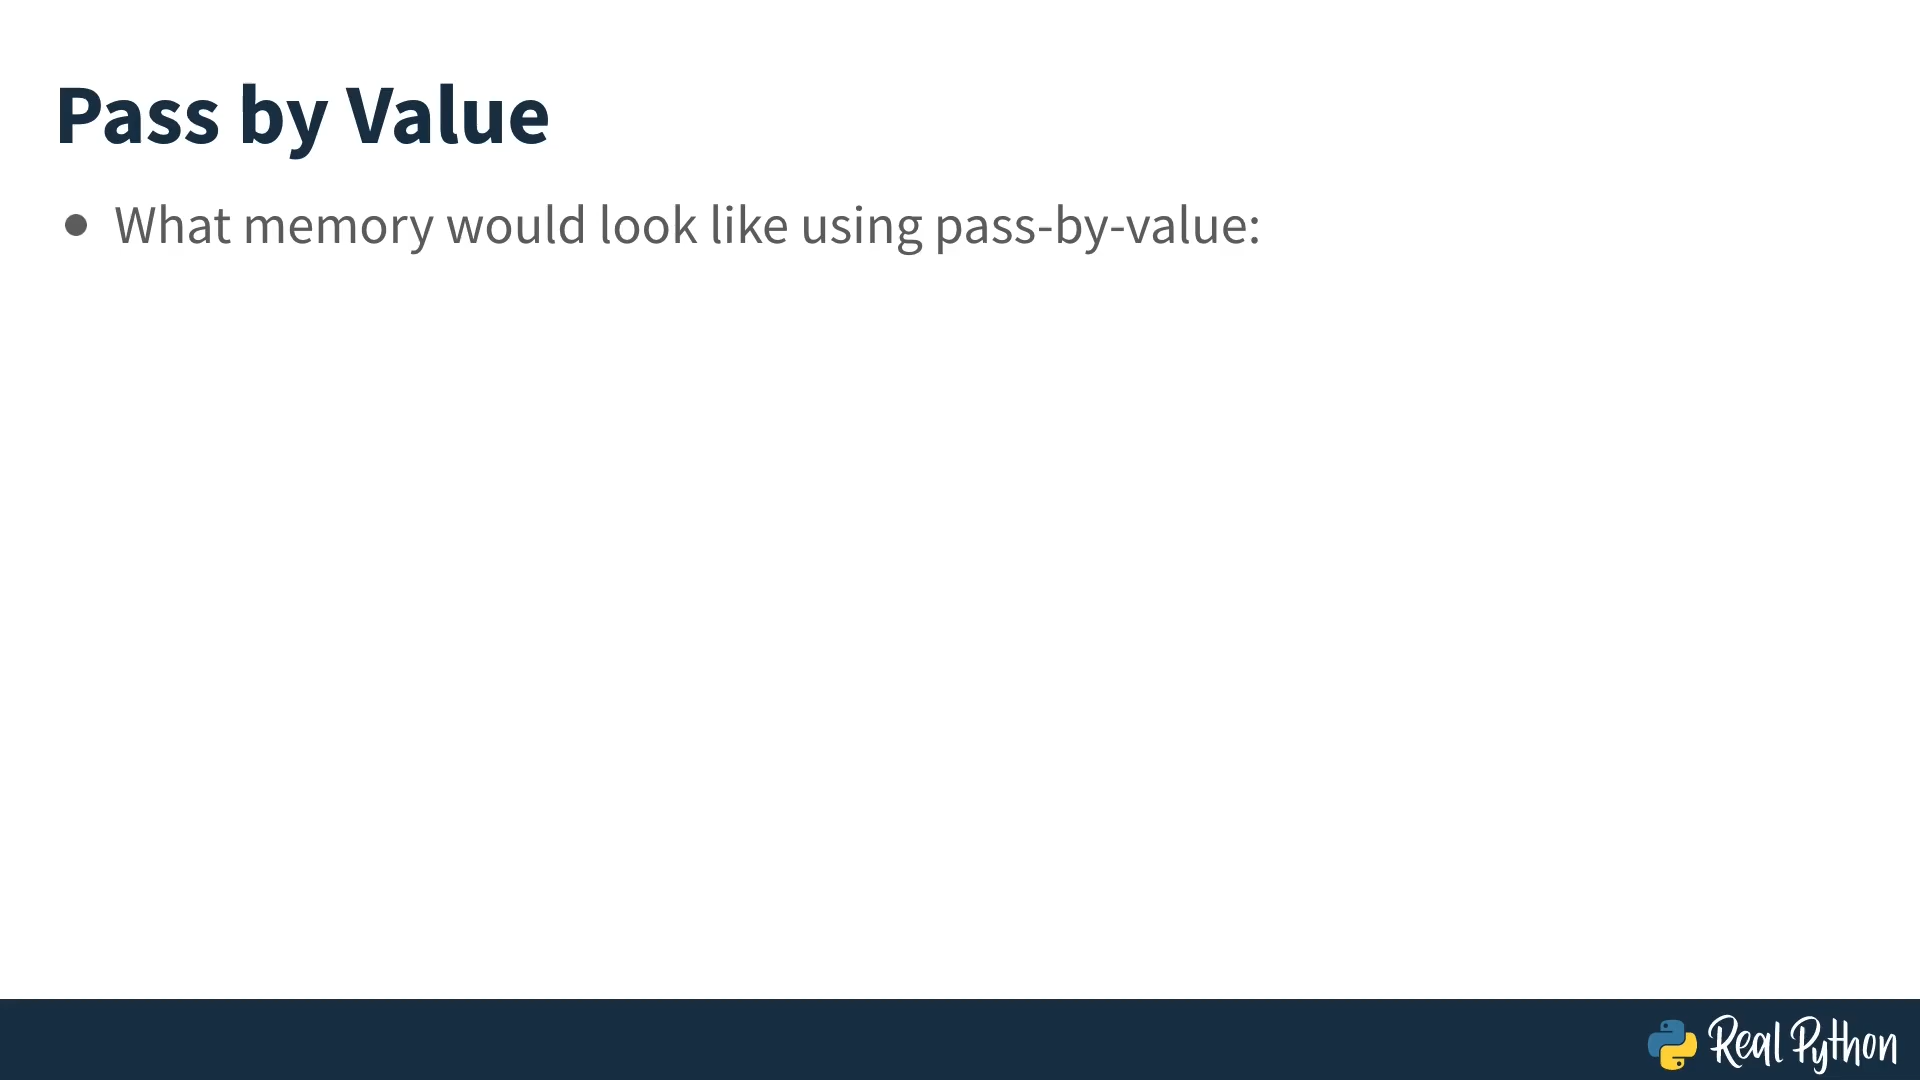 Pass by Value
● What memory would look like using pass-by-value:
Real Python